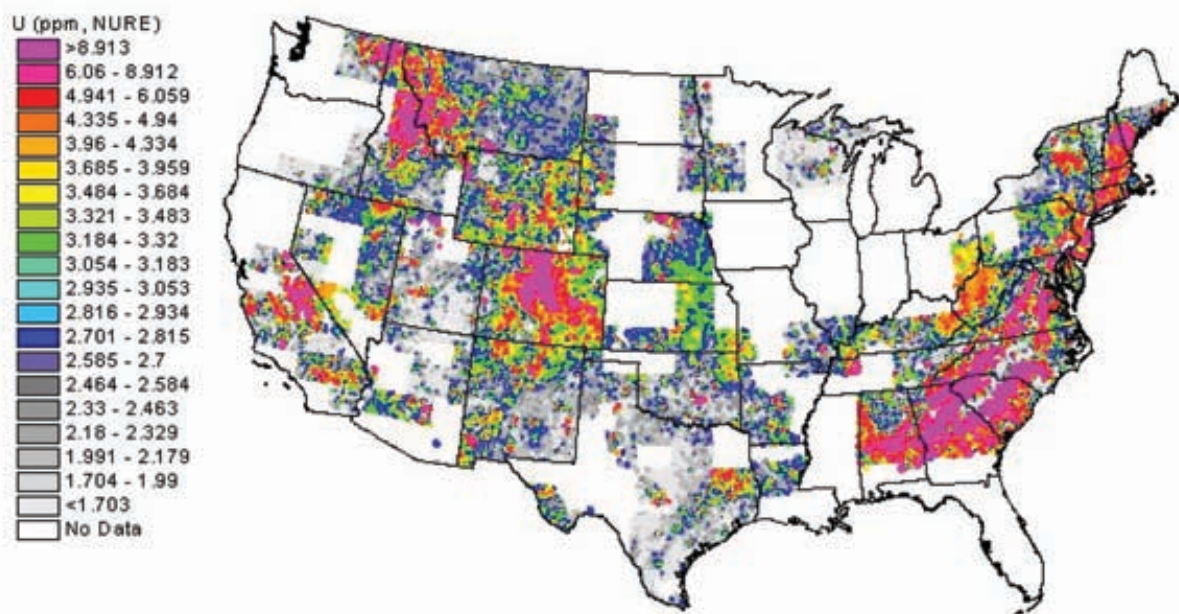 U (ppm, NURE)
>8.913
6.06 - 8.912
4.941 - 6.059
4.335 - 4.94
3.96 - 4.334
3.685 - 3.959
3.484 - 3.684
3.321 - 3.483
3.184 - 3.32
3.054 - 3.183
2.935 - 3.053
2.816 - 2.934
2.701 - 2.815
2.585 - 2.7
2.464 - 2.584
2.33 - 2.463
2.18 - 2.329
1.991 - 2.179
1.704 - 1.99
<1.703
No Data